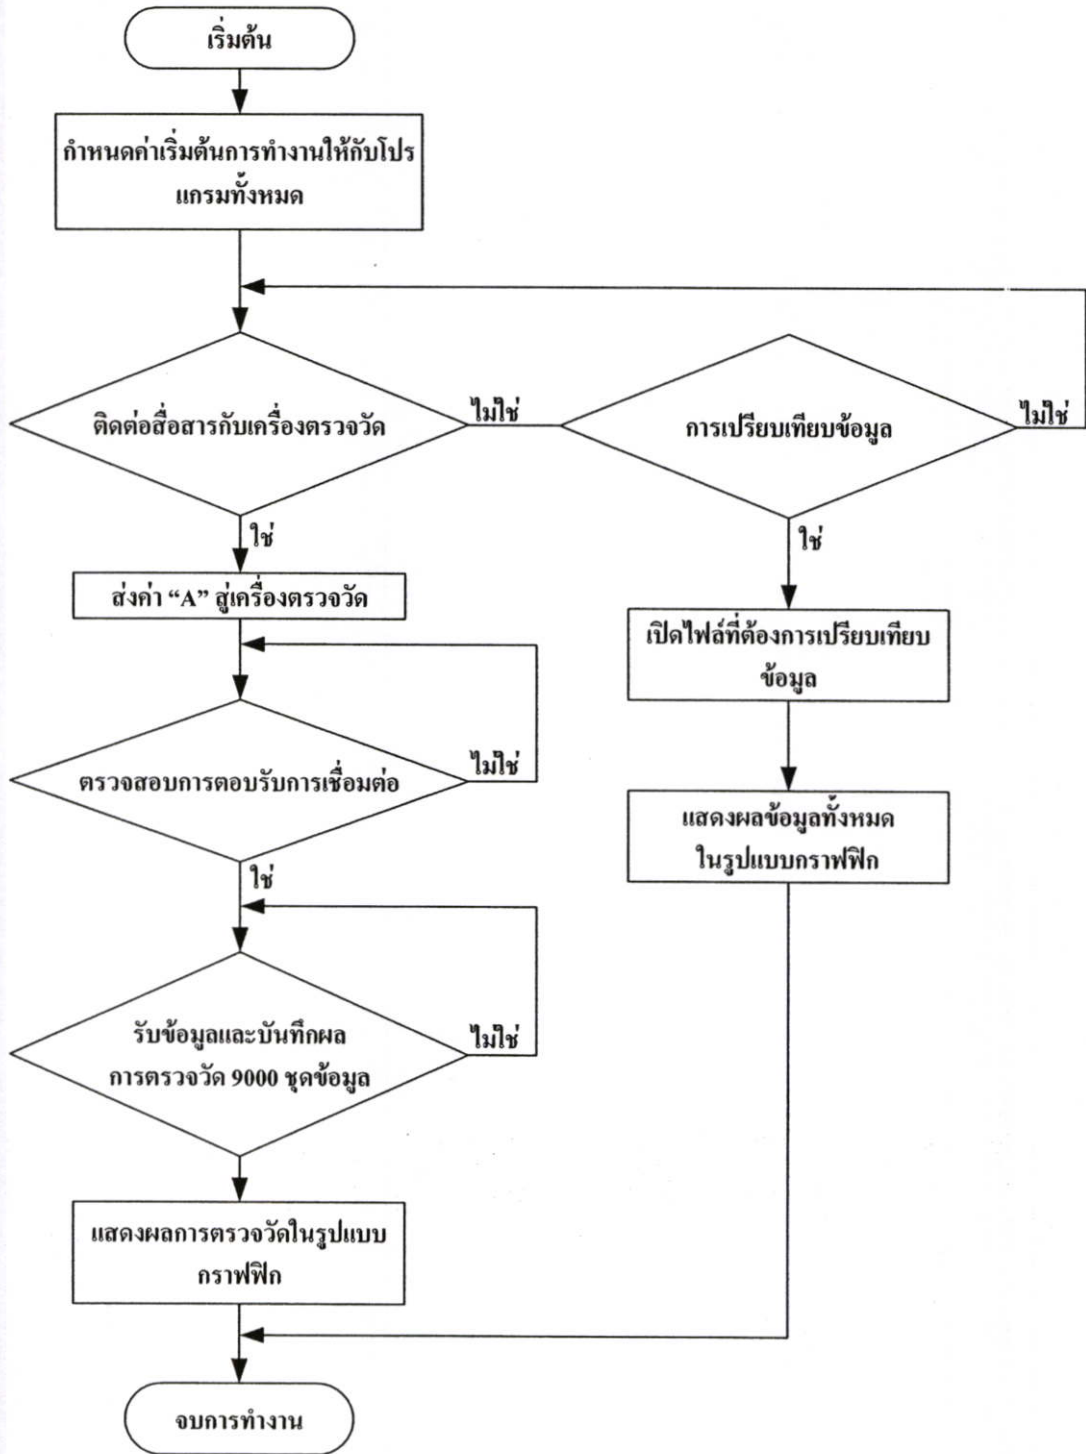 เริ่มต้น
กำหนดค่าเริ่มต้นการทำงานให้กับโปร
แกรมทั้งหมด
ติดต่อสื่อสารกับเครื่องตรวจวัด
ไม่ใช่
การเปรียบเทียบข้อมูล
ไม่ใช่
ใช่
ใช่
ส่งค่า “A” สู่เครื่องตรวจวัด
เปิดไฟล์ที่ต้องการเปรียบเทียบ
ข้อมูล
ตรวจสอบการตอบรับการเชื่อมต่อ
ไม่ใช่
แสดงผลข้อมูลทั้งหมด
ในรูปแบบกราฟฟิก
ใช่
รับข้อมูลและบันทึกผล
การตรวจวัด 9000 ชุดข้อมูล
ไม่ใช่
แสดงผลการตรวจวัดในรูปแบบ
กราฟฟิก
จบการทำงาน